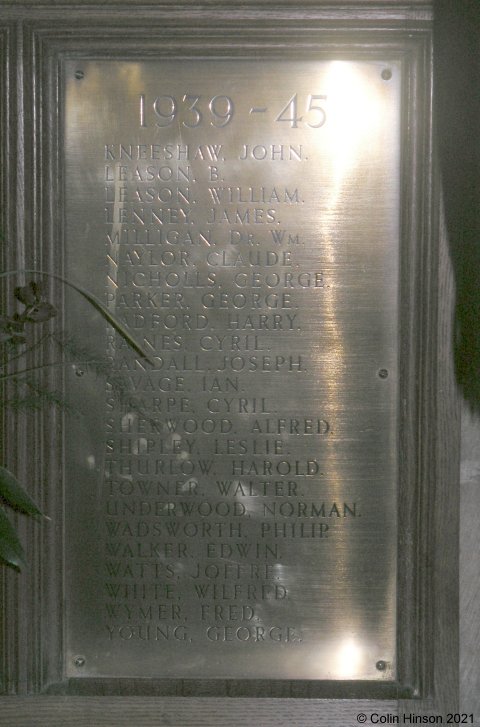 1939-45
KNEESHAW, JOHN.
LEASON, B.
LEASON, WILLIAM.
LENNEY, JAMES.
MILLIGAN, DR. WM.
NAYLOR, CLAUDE.
NICHOLLS, GEORGE.
PARKER, GEORGE.
RADFORD, HARRY.
RAINES, CYRIL.
RANDALL, JOSEPH.
SAVAGE, IAN.
SHARPE, CYRIL.
SHERWOOD, ALFRED.
SHIPLEY, LESLIE.
THURLOW, HAROLD.
TOWNER, WALTER.
UNDERWOOD, NORMAN.
WADSWORTH, PHILIP.
WALKER, EDWIN.
WATTS, JOFFRE.
WHITE, WILFRED.
WYMER, FRED.
YOUNG, GEORGE.
© Colin Hinson 2021